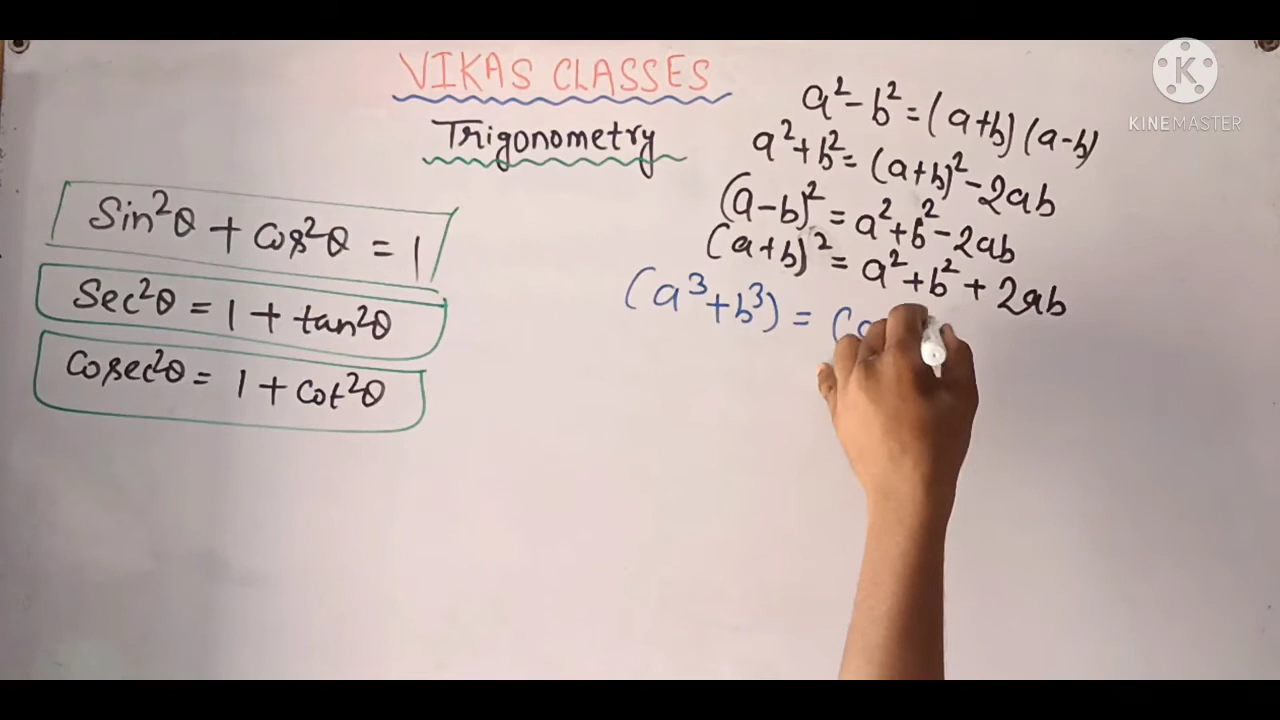 VIKAS CLASSES
Trigonometry
Sin²θ + cos²θ = 1
Sec²θ = 1 + tan²θ
Cosec²θ = 1 + cot²θ
a² - b² = (a+b) (a-b)
a² + b² = (a+b)² - 2ab
(a-b)² = a² + b² - 2ab
(a+b)² = a² + b² + 2ab
(a³ + b³) = (a
K
KINEMASTER